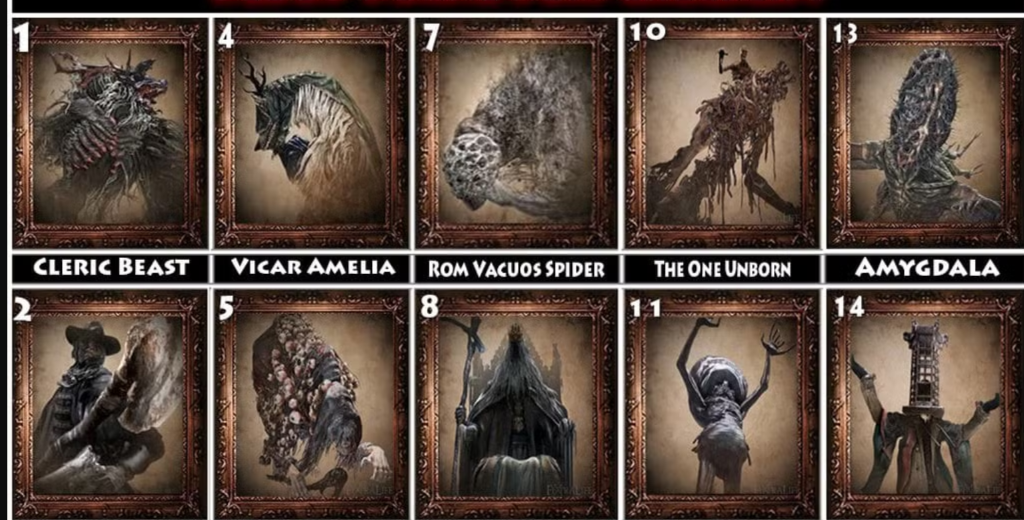 1 4 7 10 13
CLERIC BEAST VICAR AMELIA ROM VACUOS SPIDER THE ONE UNBORN AMYGDALA
2 5 8 11 14